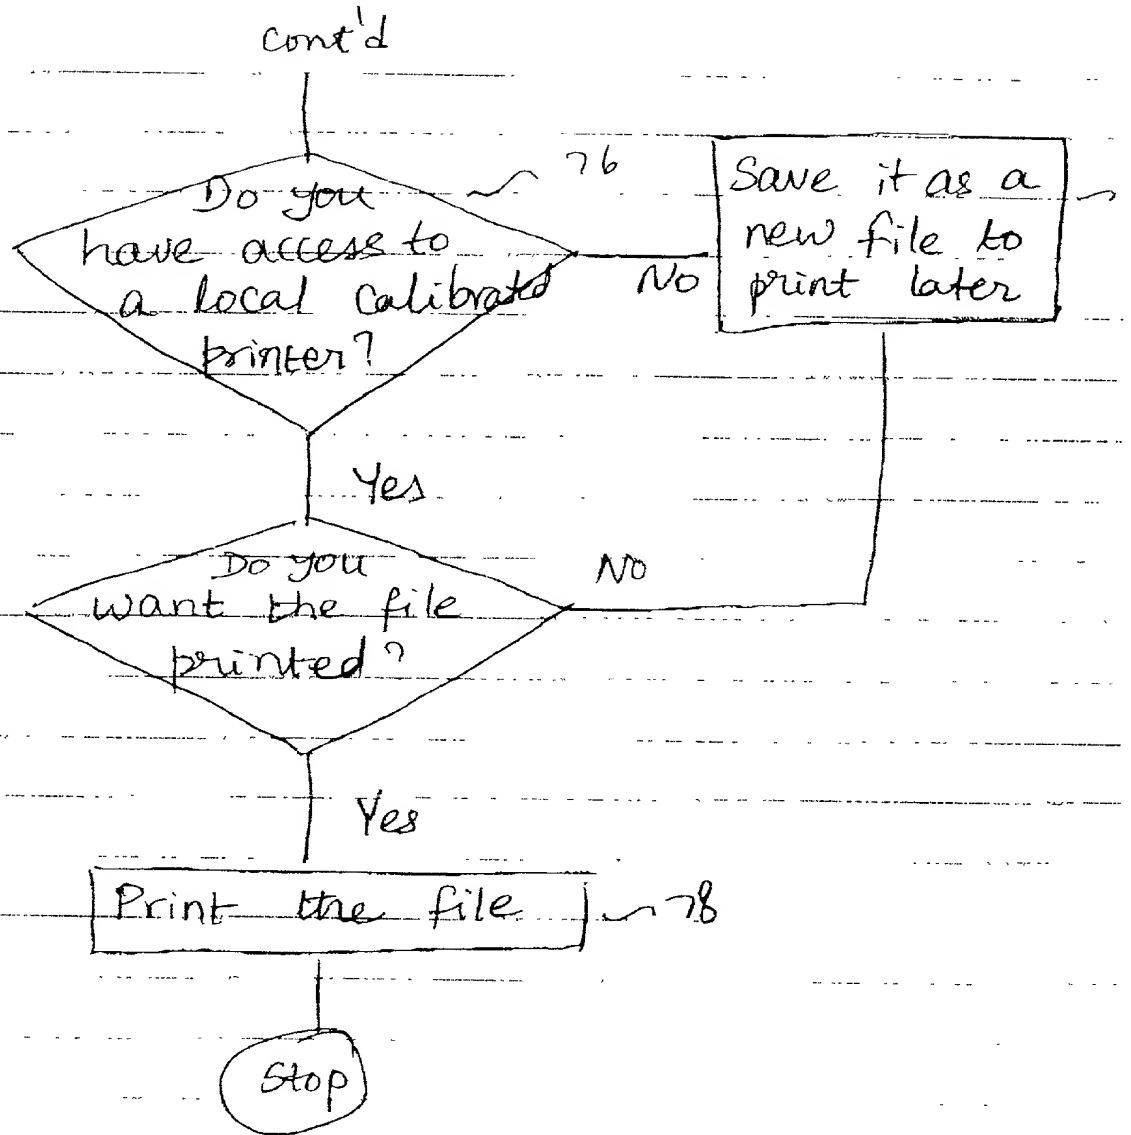 cont'd
Do you
have access to
a local calibrated
printer?
76
No
Save it as a
new file to
print later
Yes
Do you
want the file
printed?
No
Yes
Print the file
78
Stop